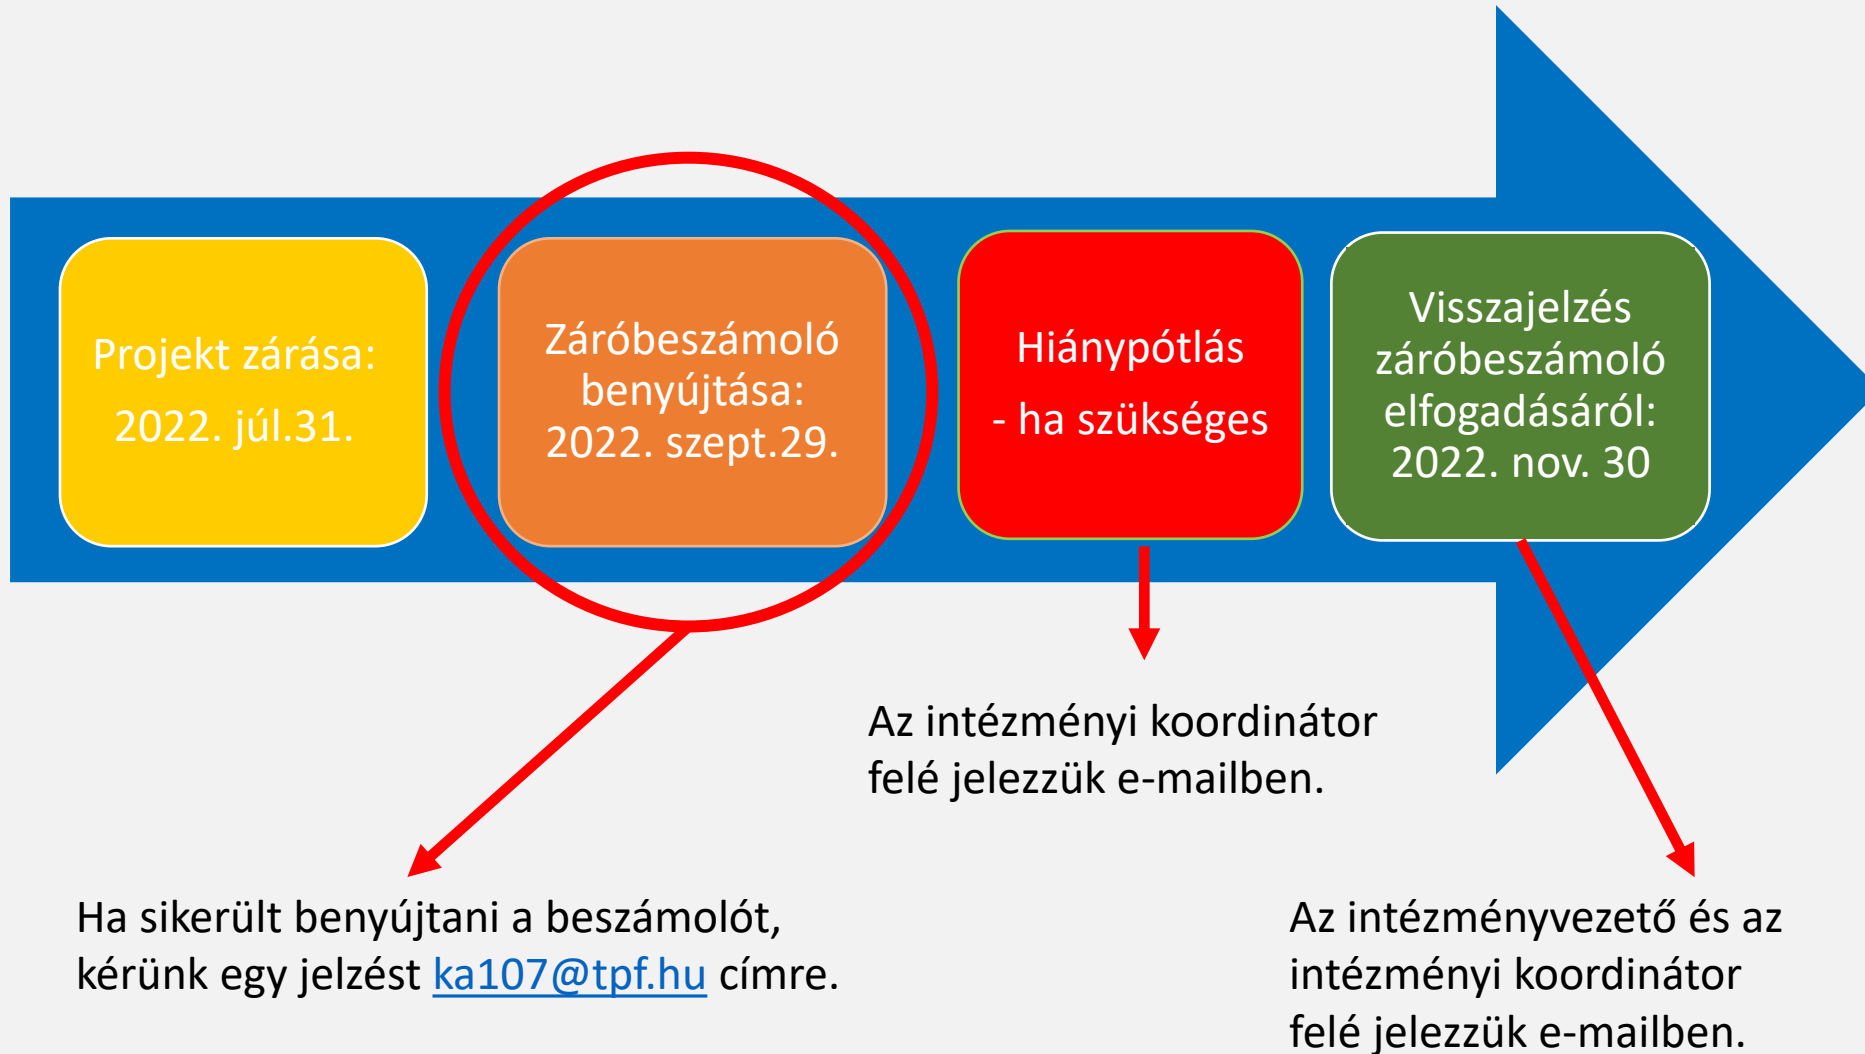 Projekt zárása:
2022. júl.31.
Záróbeszámoló
benyújtása:
2022. szept.29.
Hiánypótlás
- ha szükséges
Visszajelzés
záróbeszámoló
elfogadásáról:
2022. nov. 30
Az intézményi koordinátor
felé jelezzük e-mailben.
Ha sikerült benyújtani a beszámolót,
kérünk egy jelzést ka107@tpf.hu címre.
Az intézményvezető és az
intézményi koordinátor
felé jelezzük e-mailben.